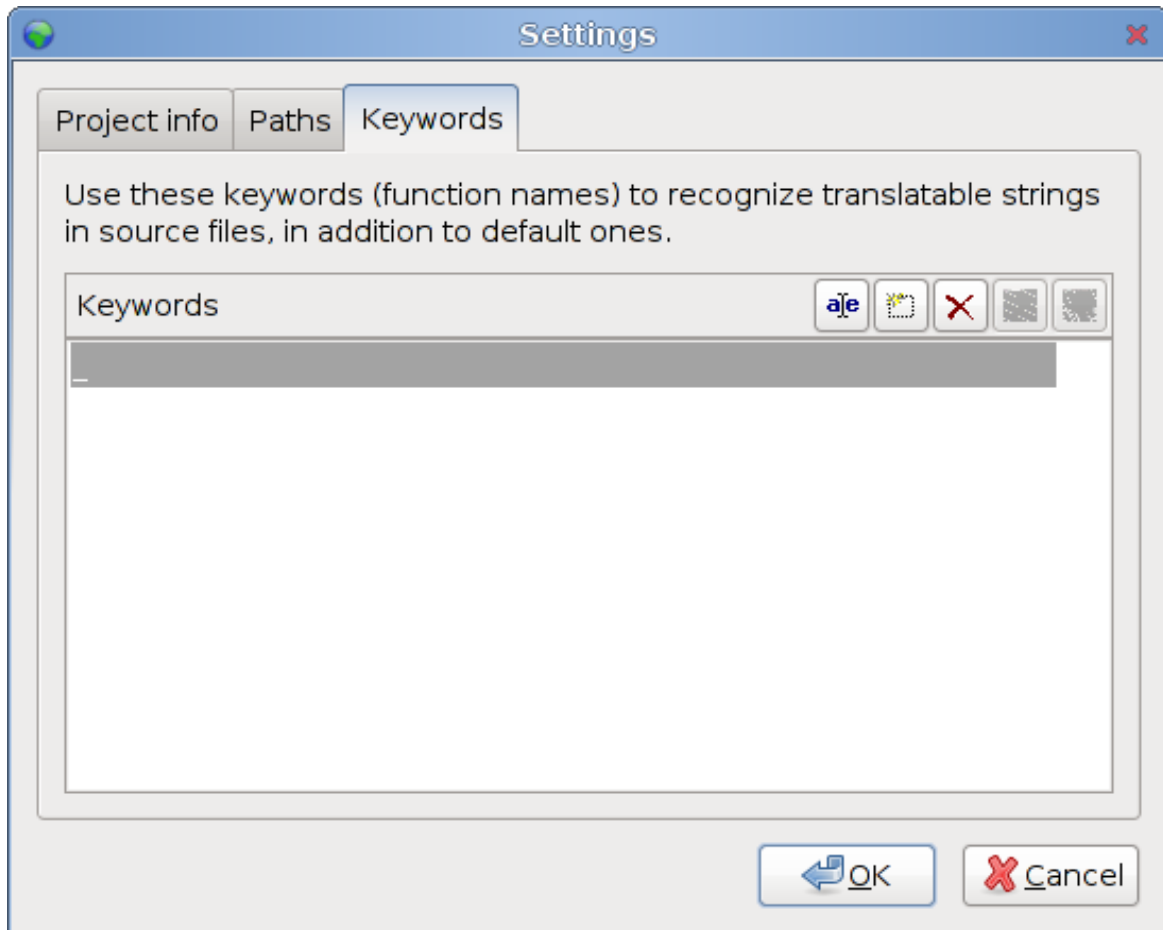 Settings
Project info Paths Keywords
Use these keywords (function names) to recognize translatable strings
in source files, in addition to default ones.
Keywords
a e
_
OK Cancel